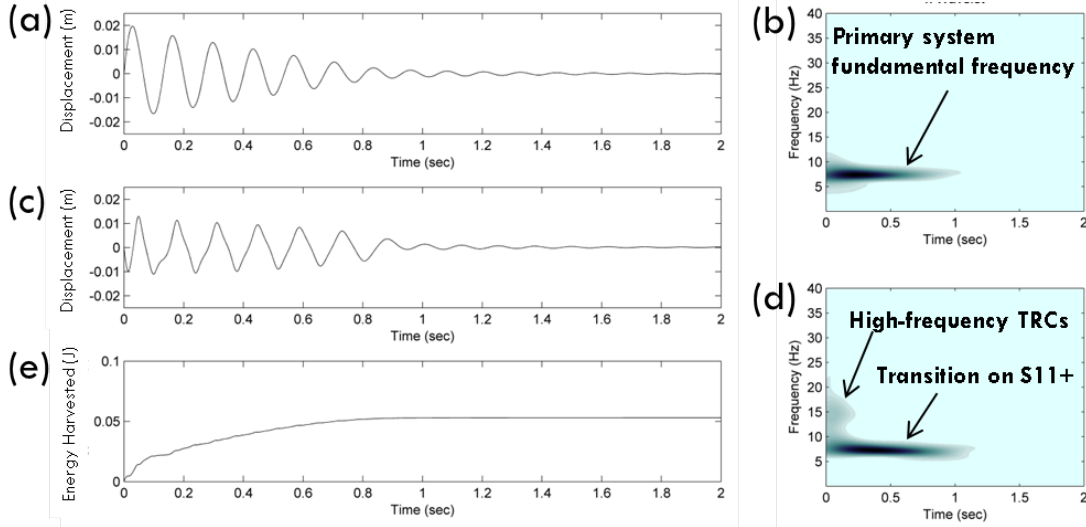 (a)
Displacement (m)
0.02
0.01
0
-0.01
-0.02
0 0.2 0.4 0.6 0.8 1 1.2 1.4 1.6 1.8 2
Time (sec)
(b)
Frequency (Hz)
40
35
30
25
20
15
10
5
Primary system
fundamental frequency
0 0.5 1 1.5 2
Time (sec)
(c)
Displacement (m)
0.02
0.01
0
-0.01
-0.02
0 0.2 0.4 0.6 0.8 1 1.2 1.4 1.6 1.8 2
Time (sec)
(d)
Frequency (Hz)
40
35
30
25
20
15
10
5
High-frequency TRCs
Transition on S11+
0 0.5 1 1.5 2
Time (sec)
(e)
Energy Harvested (J)
0.1
0.05
0
0 0.2 0.4 0.6 0.8 1 1.2 1.4 1.6 1.8 2
Time (sec)